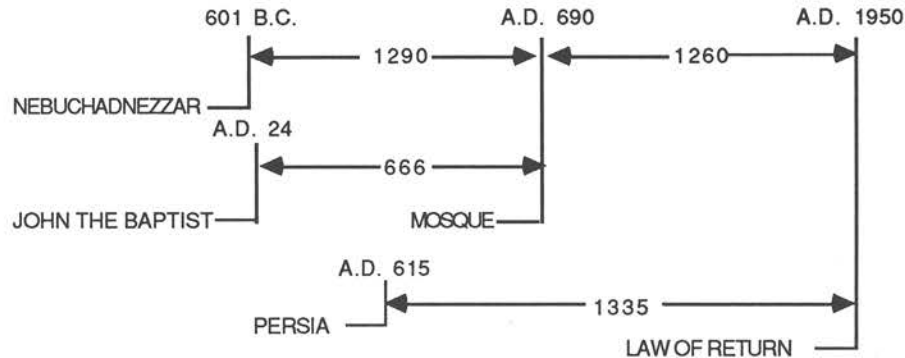 601 B.C. A.D. 690 A.D. 1950
1290 1260
NEBUCHADNEZZAR
A.D. 24
666
JOHN THE BAPTIST MOSQUE
A.D. 615
1335
PERSIA
LAW OF RETURN